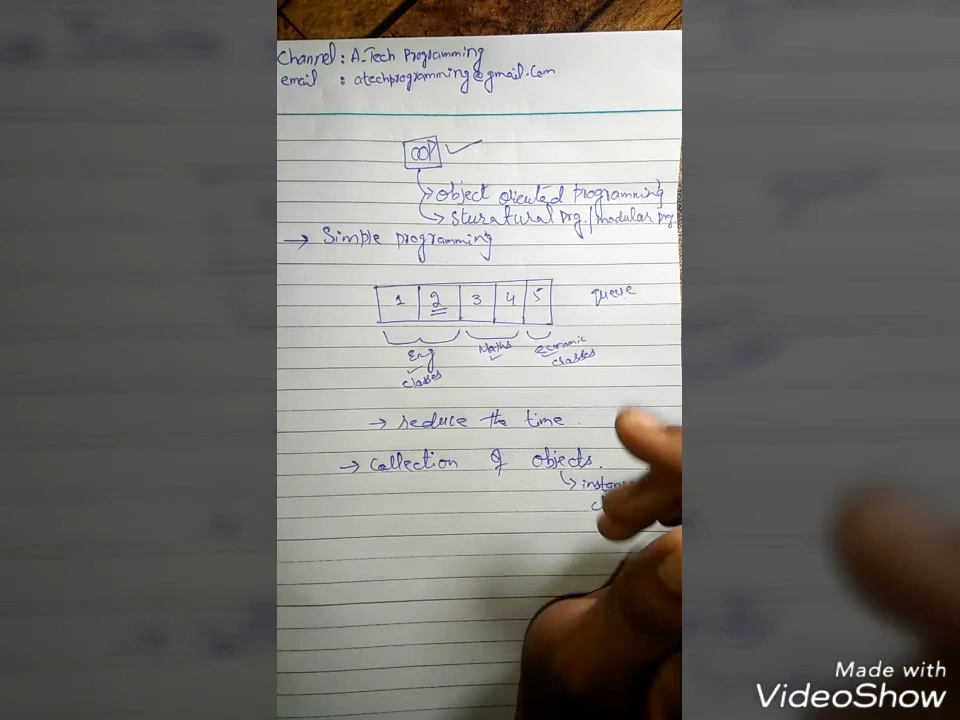 Channel: A-Tech Programming
email : atechprogramming@gmail.com
OOP
object oriented programming
Sturatural prg./modular prg.
→ Simple programming
1 2 3 4 5 queue
Eng classes
Maths
economic classes
→ reduce the time.
→ collection of objects.
Made with
VideoShow